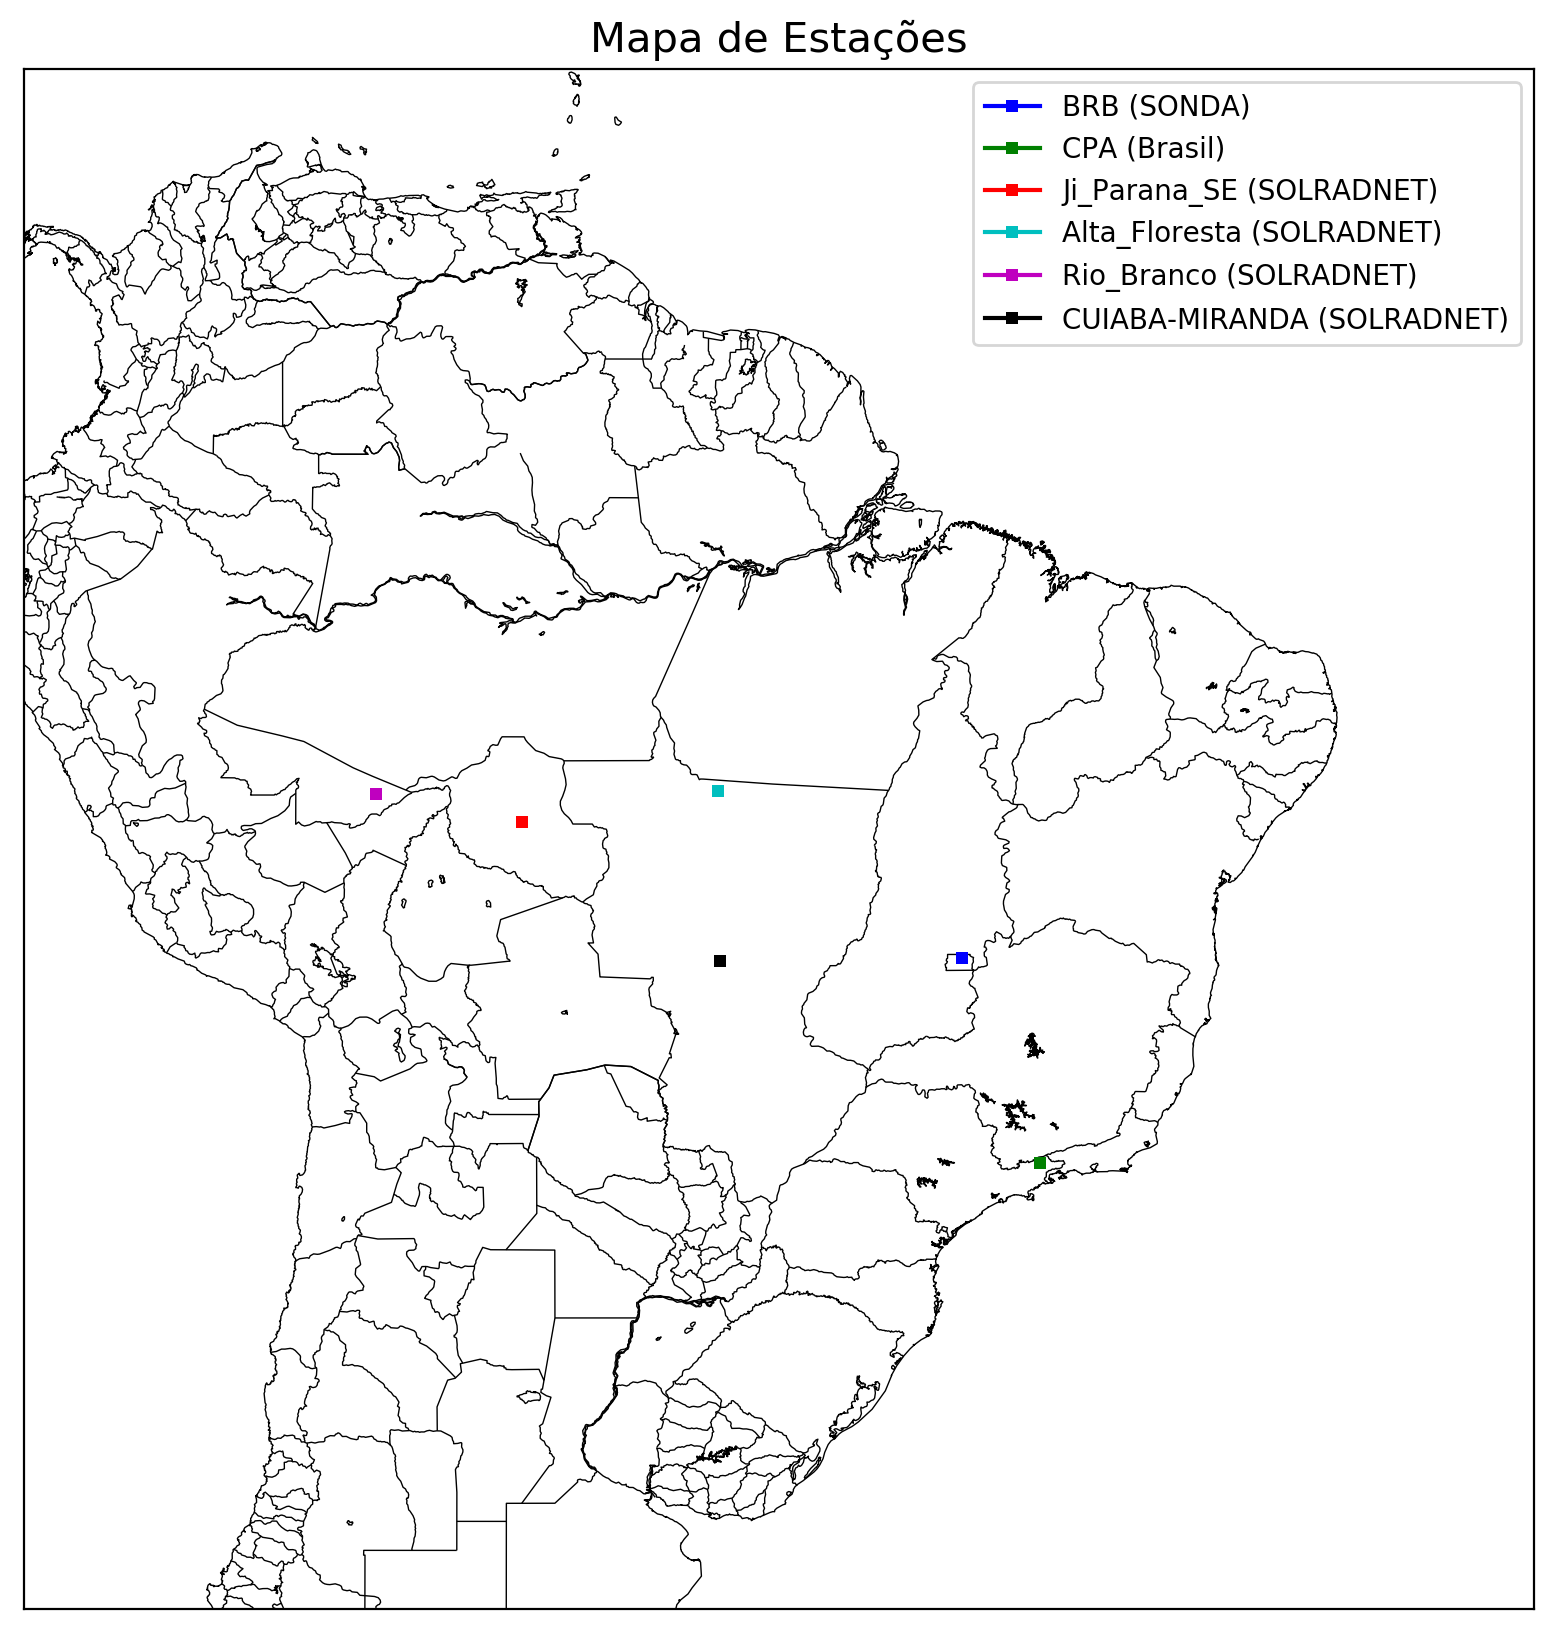 Mapa de Estações
BRB (SONDA)
CPA (Brasil)
Ji_Parana_SE (SOLRADNET)
Alta_Floresta (SOLRADNET)
Rio_Branco (SOLRADNET)
CUIABA-MIRANDA (SOLRADNET)